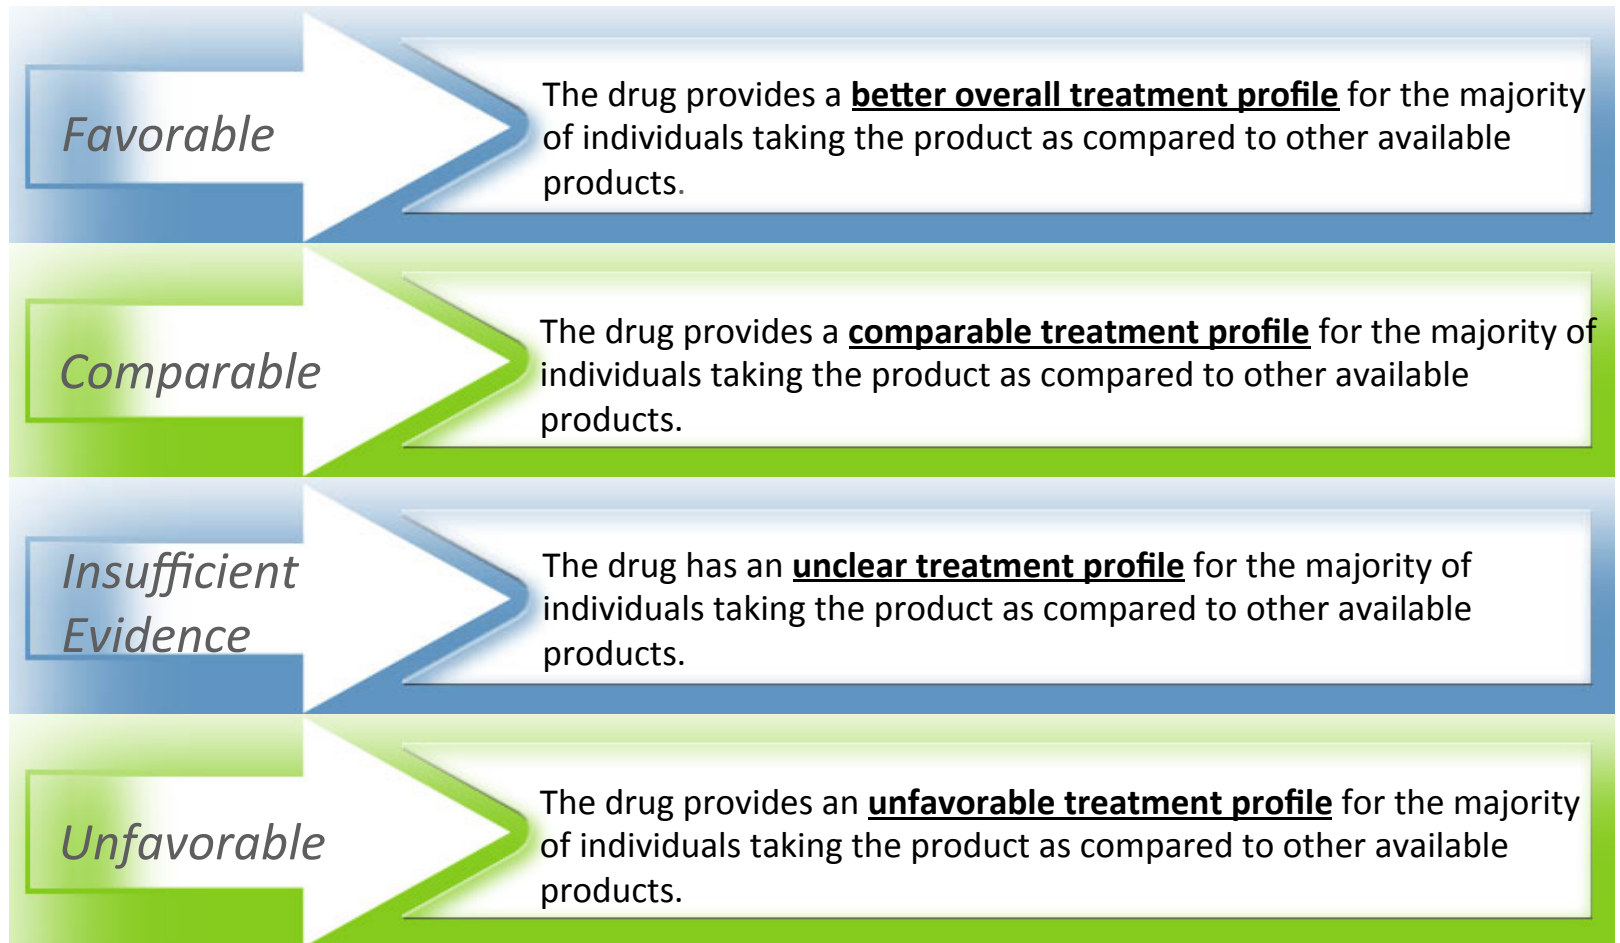 Favorable
The drug provides a better overall treatment profile for the majority
of individuals taking the product as compared to other available
products.
Comparable
The drug provides a comparable treatment profile for the majority of
individuals taking the product as compared to other available
products.
Insufficient
Evidence
The drug has an unclear treatment profile for the majority of
individuals taking the product as compared to other available
products.
Unfavorable
The drug provides an unfavorable treatment profile for the majority
of individuals taking the product as compared to other available
products.